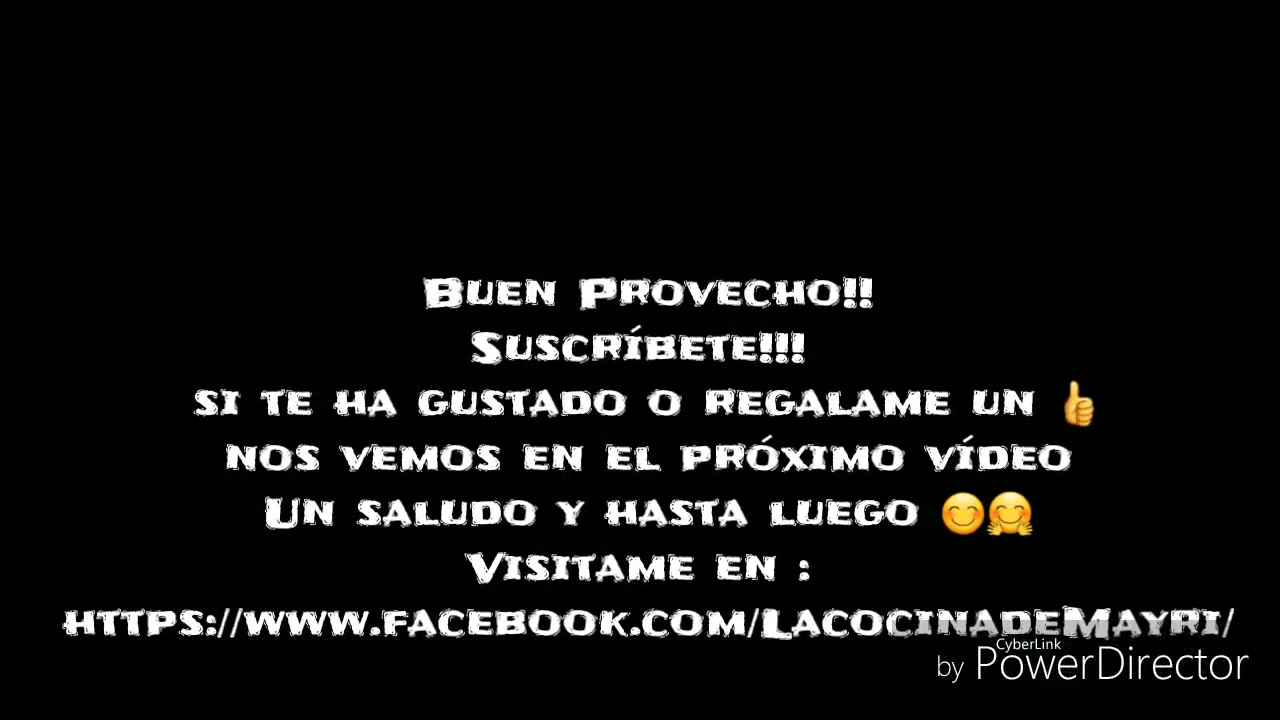 Buen Provecho!!
Suscríbete!!!
si te ha gustado o regalame un 👍
nos vemos en el próximo vídeo
Un saludo y hasta luego 😊🤗
Visitame en :
https://www.facebook.com/LacocinadeMayri/
CyberLink
by PowerDirector